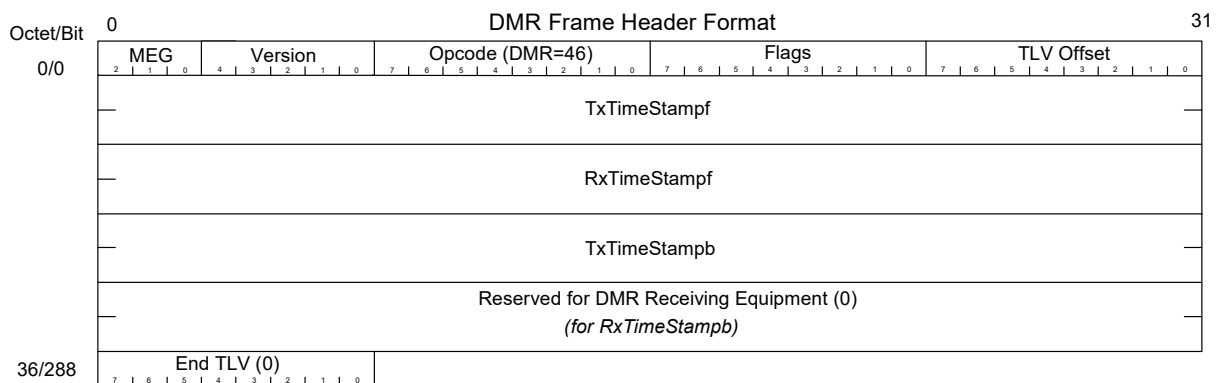 DMR Frame Header Format
Octet/Bit 0 31
MEG Version Opcode (DMR=46) Flags TLV Offset
0/0 2 1 0 4 3 2 1 0 7 6 5 4 3 2 1 0 7 6 5 4 3 2 1 0 7 6 5 4 3 2 1 0
TxTimeStampf
RxTimeStampf
TxTimeStampb
Reserved for DMR Receiving Equipment (0)
(for RxTimeStampb)
36/288 End TLV (0)
7 6 5 4 3 2 1 0